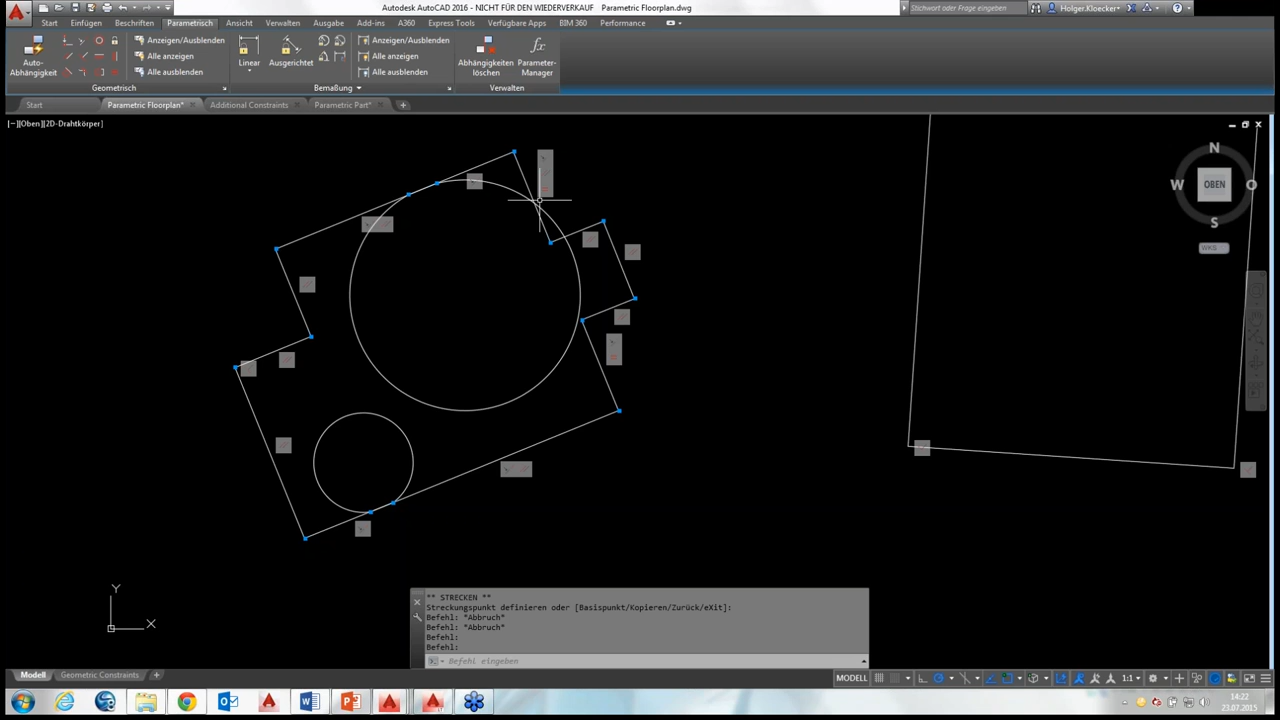 Autodesk AutoCAD 2016 - NICHT FÜR DEN WIEDERVERKAUF Parametric Floorplan.dwg
Stichwort oder Frage eingeben
Holger.Kloecker...
Start Einfügen Beschriften Parametrisch Ansicht Verwalten Ausgabe Add-ins A360 Express Tools Verfügbare Apps BIM 360 Performance
Auto-
Abhängigkeit
Anzeigen/Ausblenden
Alle anzeigen
Alle ausblenden
Linear
Ausgerichtet
Anzeigen/Ausblenden
Alle anzeigen
Alle ausblenden
Abhängigkeiten
löschen
fx
Parameter-
Manager
Geometrisch
Bemaßung
Verwalten
Start
Parametric Floorplan*
Additional Constraints
Parametric Part*
[−][Oben][2D-Drahtkörper]
N
W OBEN O
S
WKS
Y
X
** STRECKEN **
Streckungspunkt definieren oder [Basispunkt/Kopieren/Zurück/eXit]:
Befehl: *Abbruch*
Befehl: *Abbruch*
Befehl:
Befehl:
Befehl eingeben
Modell Geometric Constraints
MODELL
1:1
14:22
23.07.2015